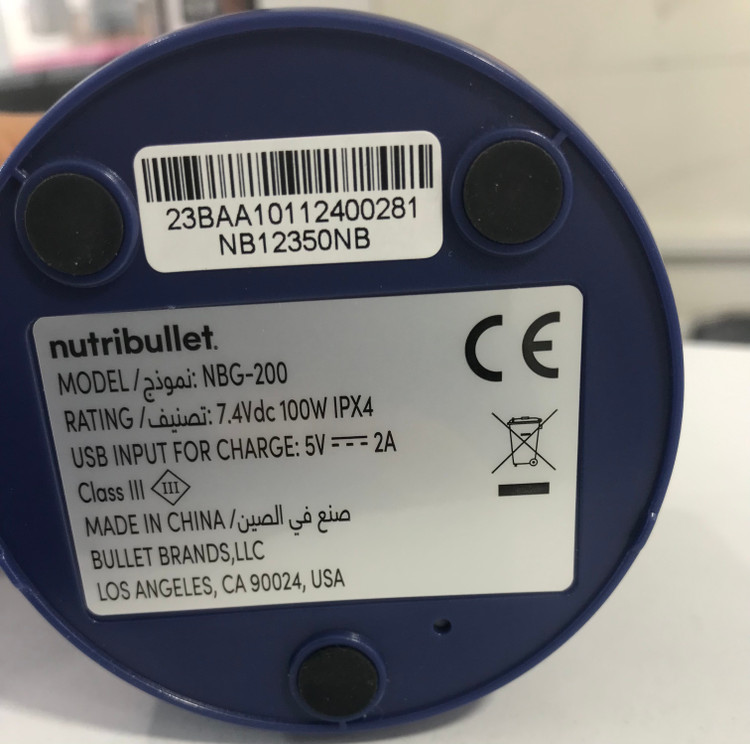 23BAA10112400281
NB12350NB
nutribullet.
CE
MODEL/نموذج: NBG-200
RATING/تصنيف: 7.4Vdc 100W IPX4
USB INPUT FOR CHARGE: 5V ⎓ 2A
Class III III
MADE IN CHINA/صنع في الصين
BULLET BRANDS,LLC
LOS ANGELES, CA 90024, USA